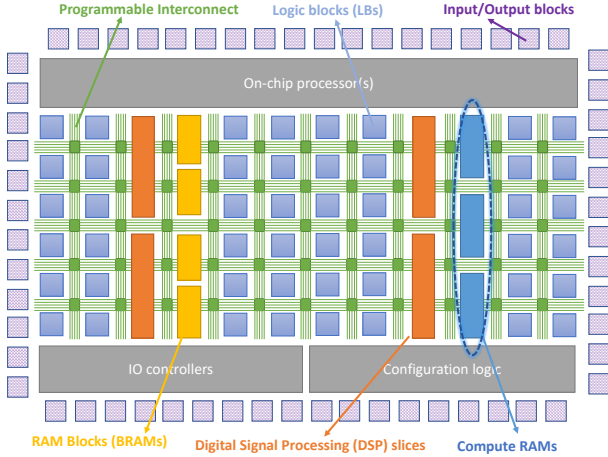 Programmable Interconnect
Logic blocks (LBs)
Input/Output blocks
On-chip processor(s)
IO controllers
Configuration logic
RAM Blocks (BRAMs)
Digital Signal Processing (DSP) slices
Compute RAMs